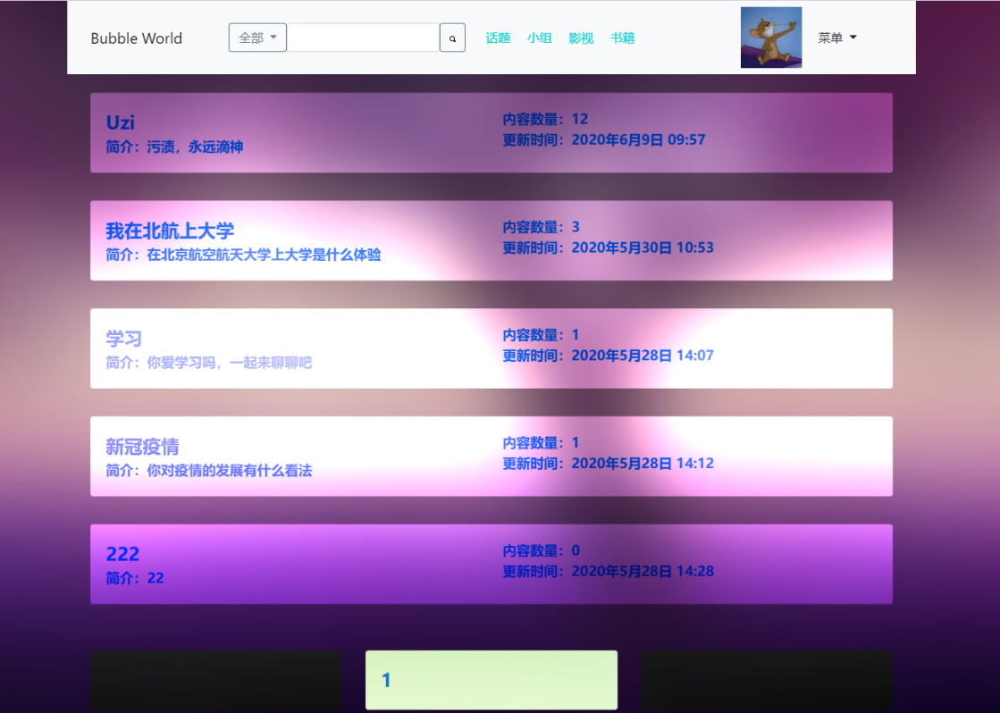 Bubble World 全部 话题 小组 影视 书籍 菜单
Uzi
简介：污渍，永远滴神
内容数量：12
更新时间：2020年6月9日 09:57
我在北航上大学
简介：在北京航空航天大学上大学是什么体验
内容数量：3
更新时间：2020年5月30日 10:53
学习
简介：你爱学习吗，一起来聊聊吧
内容数量：1
更新时间：2020年5月28日 14:07
新冠疫情
简介：你对疫情的发展有什么看法
内容数量：1
更新时间：2020年5月28日 14:12
222
简介：22
内容数量：0
更新时间：2020年5月28日 14:28
1